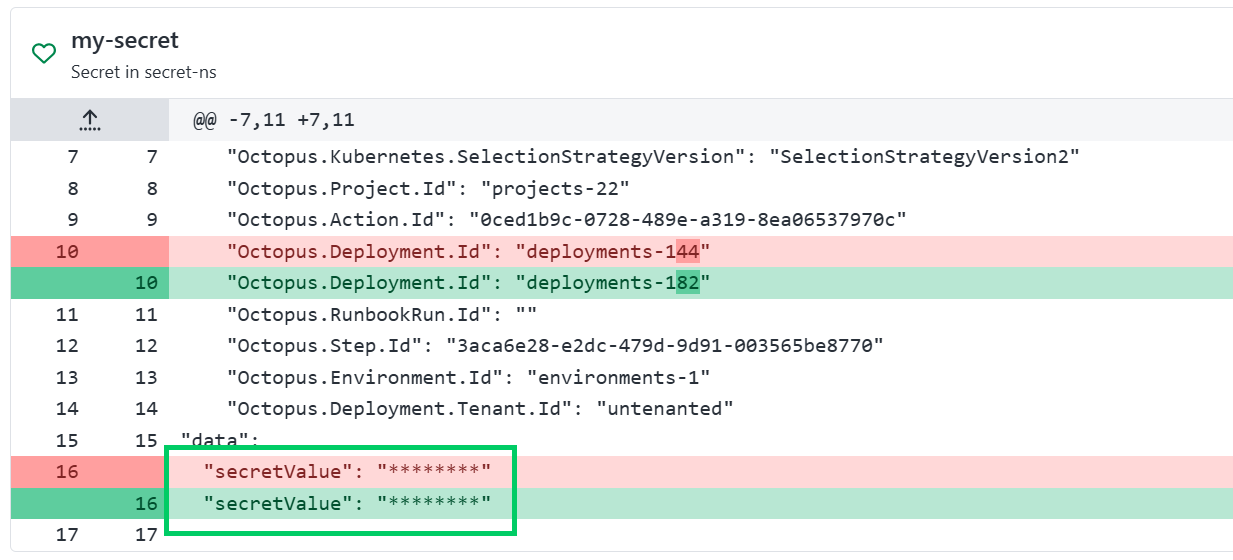 my-secret
Secret in secret-ns
@@ -7,11 +7,11
7 7 "Octopus.Kubernetes.SelectionStrategyVersion": "SelectionStrategyVersion2"
8 8 "Octopus.Project.Id": "projects-22"
9 9 "Octopus.Action.Id": "0ced1b9c-0728-489e-a319-8ea06537970c"
10 "Octopus.Deployment.Id": "deployments-144"
10 "Octopus.Deployment.Id": "deployments-182"
11 11 "Octopus.RunbookRun.Id": ""
12 12 "Octopus.Step.Id": "3aca6e28-e2dc-479d-9d91-003565be8770"
13 13 "Octopus.Environment.Id": "environments-1"
14 14 "Octopus.Deployment.Tenant.Id": "untenanted"
15 15 "data":
16 "secretValue": "********"
16 "secretValue": "********"
17 17